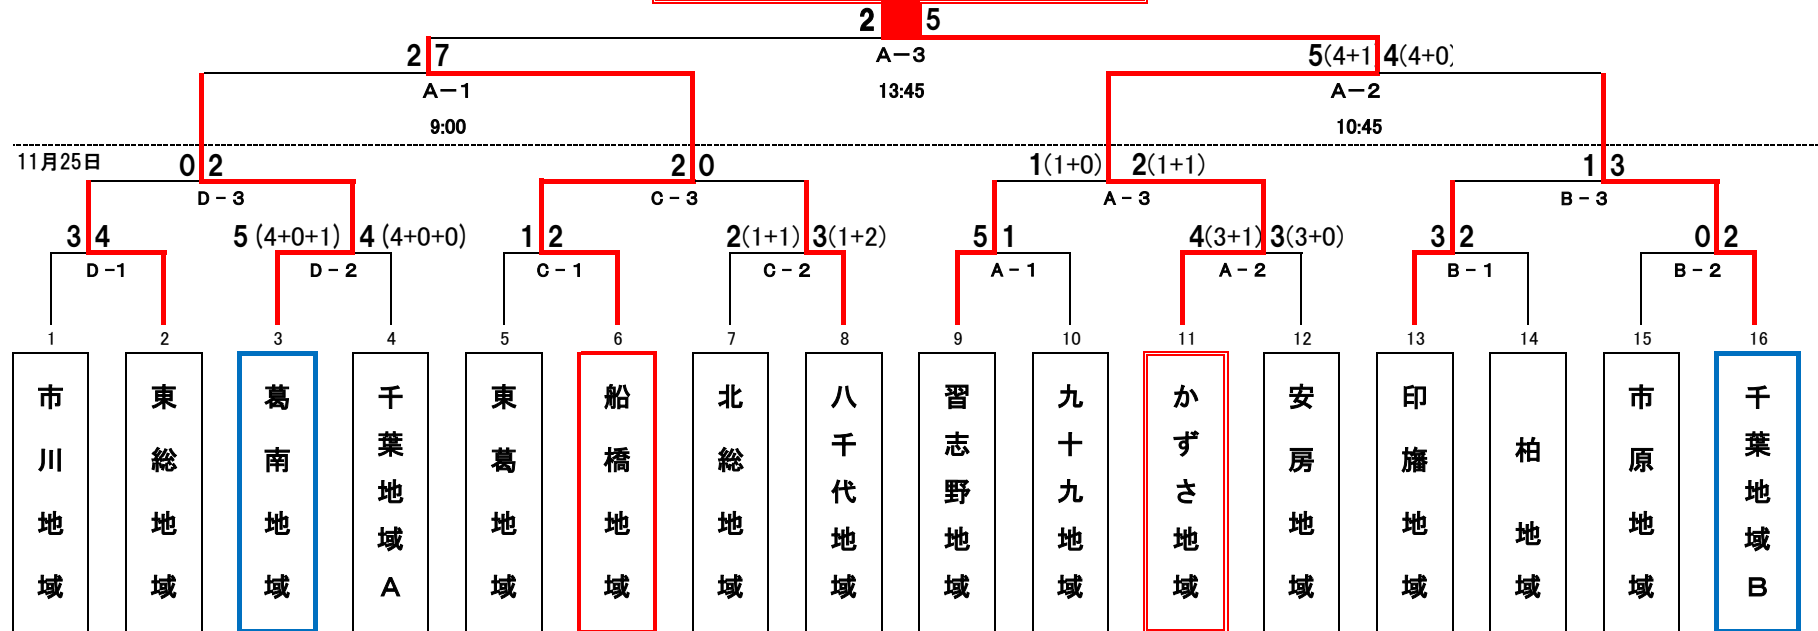 2 5
A－3
13:45
2 7
A－1
9:00
5(4+1) 4(4+0)
A－2
10:45
11月25日
0 2
D－3
2 0
C－3
1(1+0) 2(1+1)
A－3
1 3
B－3
3 4
D－1
5(4+0+1) 4(4+0+0)
D－2
1 2
C－1
2(1+1) 3(1+2)
C－2
5 1
A－1
4(3+1) 3(3+0)
A－2
3 2
B－1
0 2
B－2
1 2 3 4 5 6 7 8 9 10 11 12 13 14 15 16
市川地域
東総地域
葛南地域
千葉地域A
東葛地域
船橋地域
北総地域
八千代地域
習志野地域
九十九地域
かずさ地域
安房地域
印旛地域
柏地域
市原地域
千葉地域B